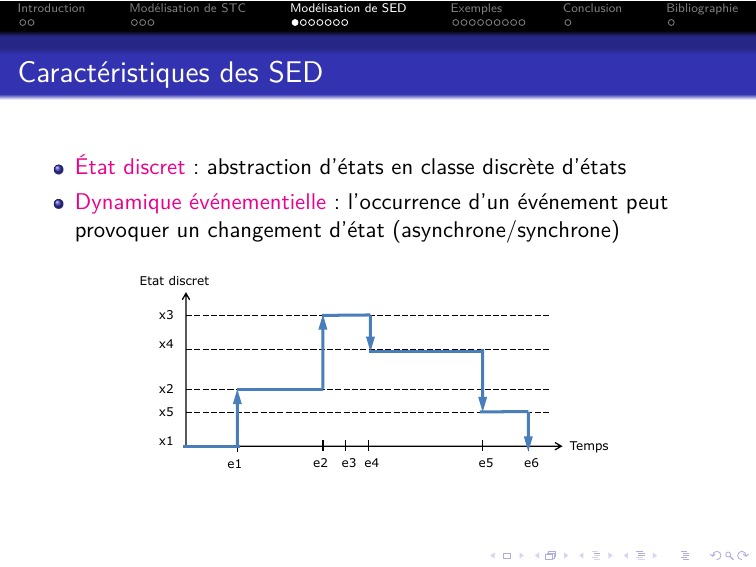 Introduction
Modélisation de STC
Modélisation de SED
Exemples
Conclusion
Bibliographie
Caractéristiques des SED
État discret : abstraction d'états en classe discrète d'états
Dynamique événementielle : l'occurrence d'un événement peut
provoquer un changement d'état (asynchrone/synchrone)
Etat discret
x3
x4
x2
x5
x1
Temps
e1
e2
e3
e4
e5
e6